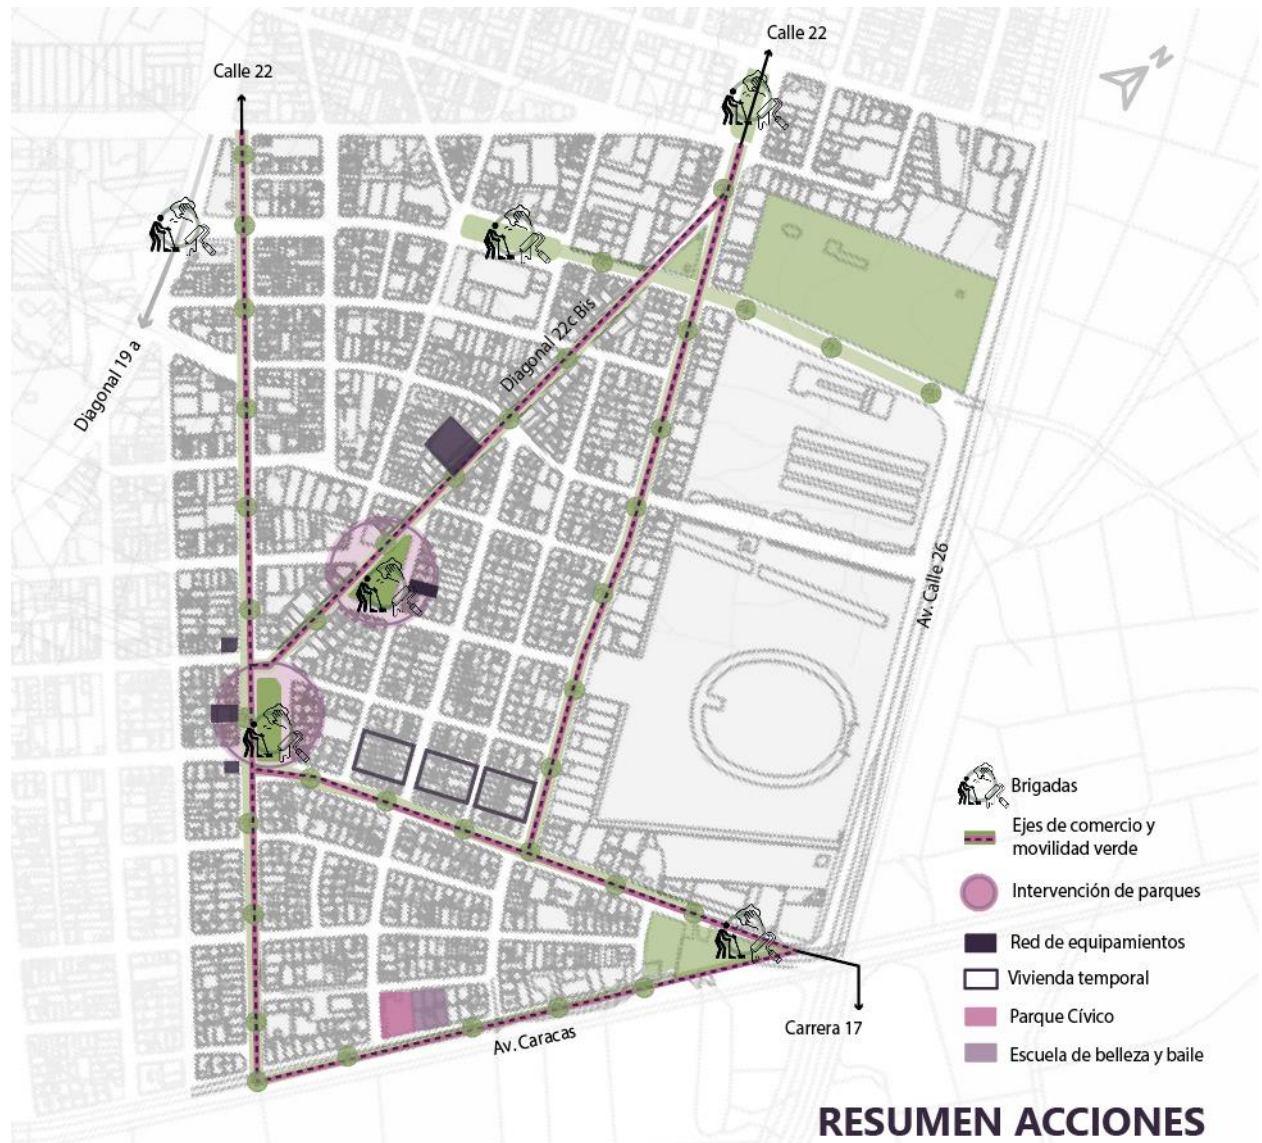 Calle 22
Calle 22
N
Diagonal 19 a
Diagonal 22c Bis
Av. Calle 26
Av. Caracas
Carrera 17
Brigadas
Ejes de comercio y
movilidad verde
Intervención de parques
Red de equipamientos
Vivienda temporal
Parque Cívico
Escuela de belleza y baile
RESUMEN ACCIONES